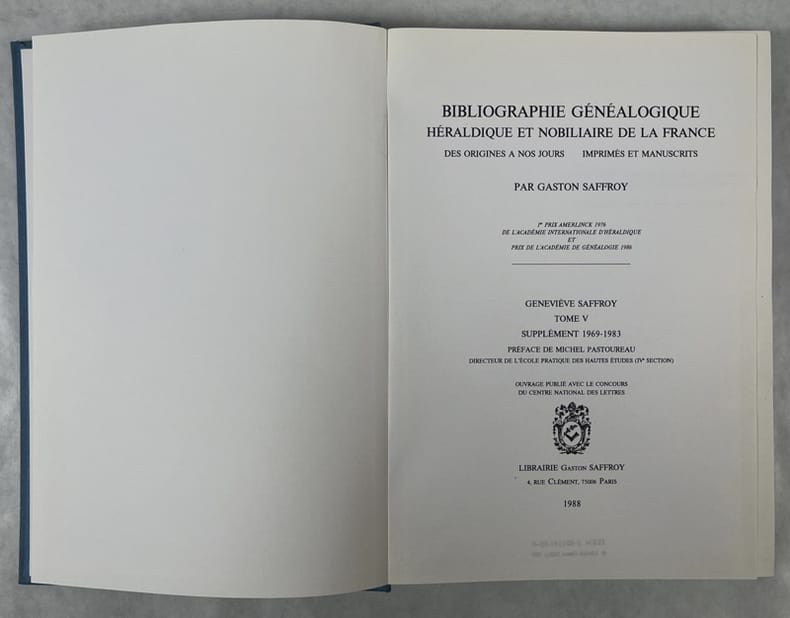 BIBLIOGRAPHIE GÉNÉALOGIQUE
HÉRALDIQUE ET NOBILIAIRE DE LA FRANCE
DES ORIGINES A NOS JOURS IMPRIMÉS ET MANUSCRITS
PAR GASTON SAFFROY
1er PRIX AMERLINCK 1976
DE L'ACADÉMIE INTERNATIONALE D'HÉRALDIQUE
ET
PRIX DE L'ACADÉMIE DE GÉNÉALOGIE 1986
GENEVIÈVE SAFFROY
TOME V
SUPPLÉMENT 1969-1983
PRÉFACE DE MICHEL PASTOUREAU
DIRECTEUR DE L'ÉCOLE PRATIQUE DES HAUTES ÉTUDES (IVe SECTION)
OUVRAGE PUBLIÉ AVEC LE CONCOURS
DU CENTRE NATIONAL DES LETTRES
LIBRAIRIE GASTON SAFFROY
4, RUE CLÉMENT, 75006 PARIS
1988